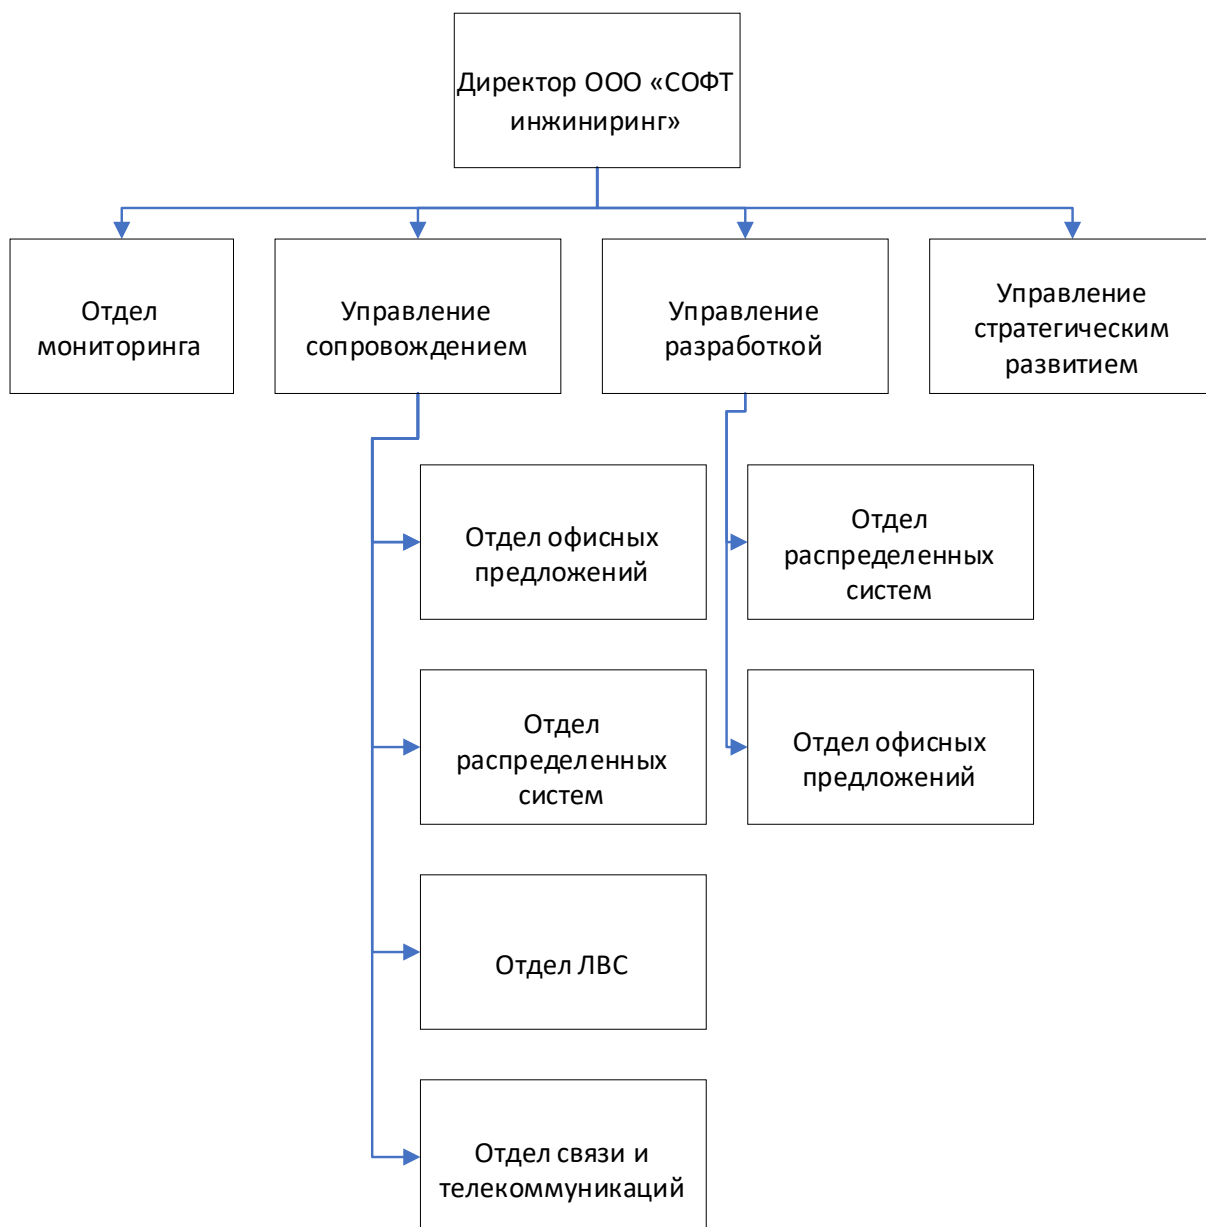 Директор ООО «СОФТ
инжиниринг»
Отдел
мониторинга
Управление
сопровождением
Управление
разработкой
Управление
стратегическим
развитием
Отдел офисных
предложений
Отдел
распределенных
систем
Отдел
распределенных
систем
Отдел офисных
предложений
Отдел ЛВС
Отдел связи и
телекоммуникаций